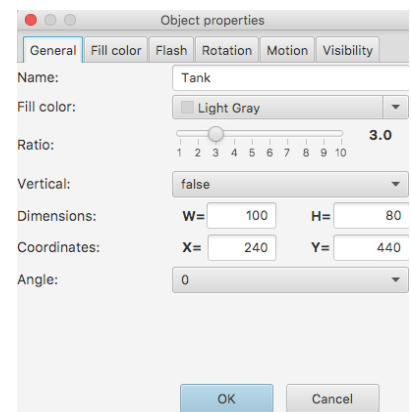 Object properties
General Fill color Flash Rotation Motion Visibility
Name: Tank
Fill color: Light Gray
Ratio: 3.0
1 2 3 4 5 6 7 8 9 10
Vertical: false
Dimensions: W= 100 H= 80
Coordinates: X= 240 Y= 440
Angle: 0
OK Cancel